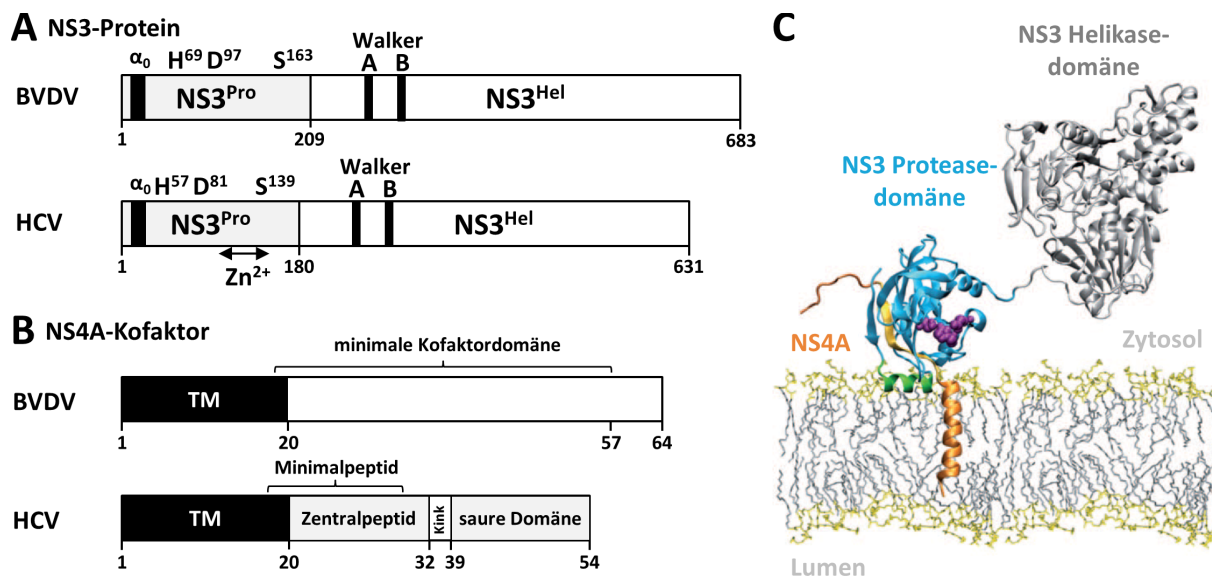 A NS3-Protein
α₀ H⁶⁹ D⁹⁷ S¹⁶³ Walker
A B
BVDV NS3ᴾʳᵒ NS3ᴴᵉˡ
1 209 683
α₀ H⁵⁷ D⁸¹ S¹³⁹ Walker
A B
HCV NS3ᴾʳᵒ NS3ᴴᵉˡ
1 Zn²⁺ 180 631
B NS4A-Kofaktor
minimale Kofaktordomäne
BVDV TM
1 20 57 64
Minimalpeptid
HCV TM Zentralpeptid Kink saure Domäne
1 20 32 39 54
C
NS3 Helikase-
domäne
NS3 Protease-
domäne
NS4A
Zytosol
Lumen